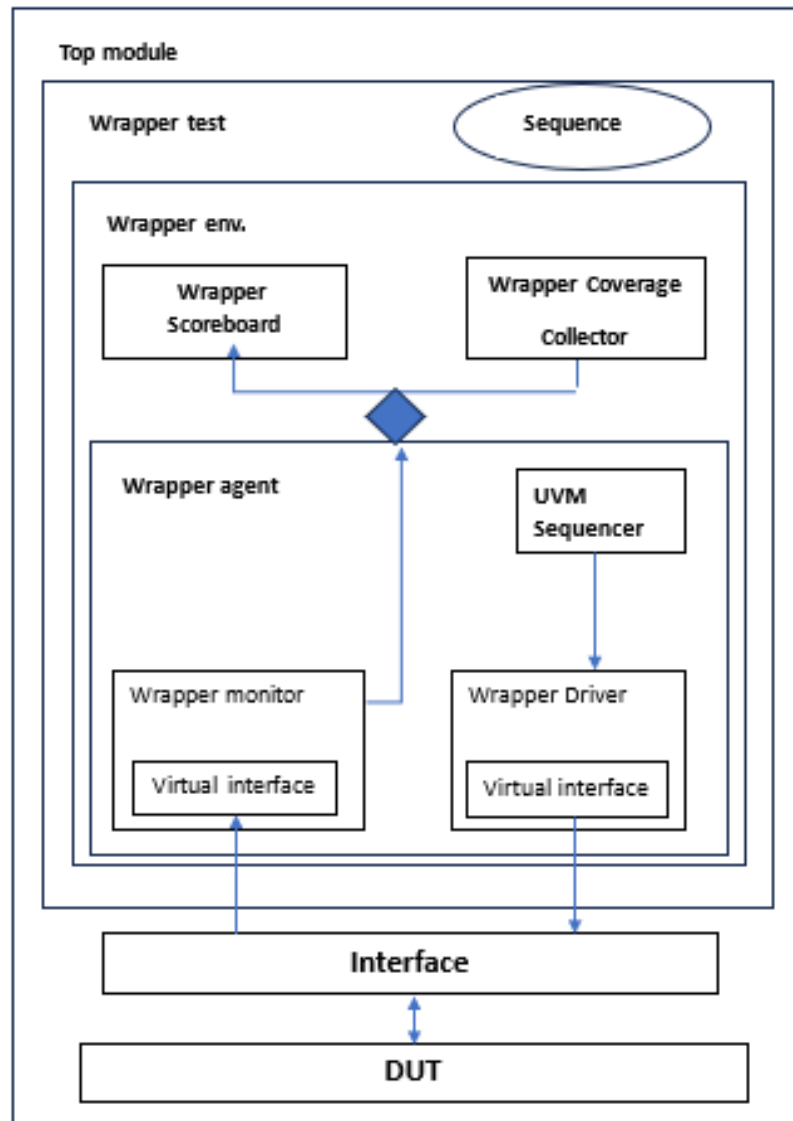 Top module
Wrapper test
Sequence
Wrapper env.
Wrapper
Scoreboard
Wrapper Coverage
Collector
Wrapper agent
UVM
Sequencer
Wrapper monitor
Virtual interface
Wrapper Driver
Virtual interface
Interface
DUT